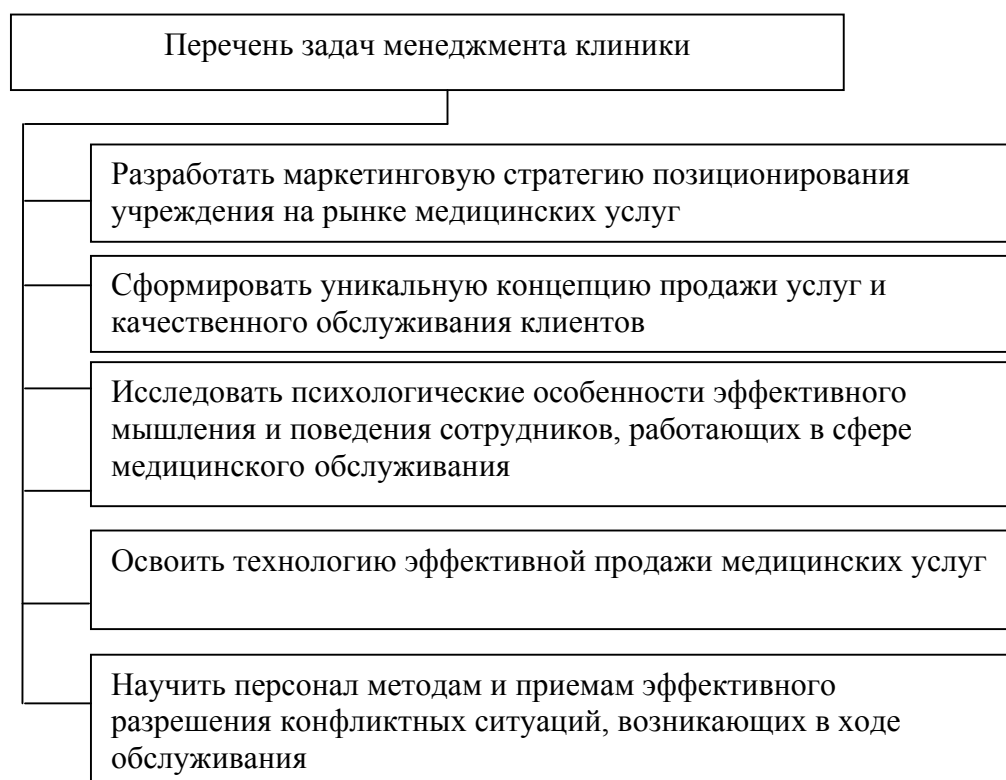 Перечень задач менеджмента клиники
Разработать маркетинговую стратегию позиционирования
учреждения на рынке медицинских услуг
Сформировать уникальную концепцию продажи услуг и
качественного обслуживания клиентов
Исследовать психологические особенности эффективного
мышления и поведения сотрудников, работающих в сфере
медицинского обслуживания
Освоить технологию эффективной продажи медицинских услуг
Научить персонал методам и приемам эффективного
разрешения конфликтных ситуаций, возникающих в ходе
обслуживания